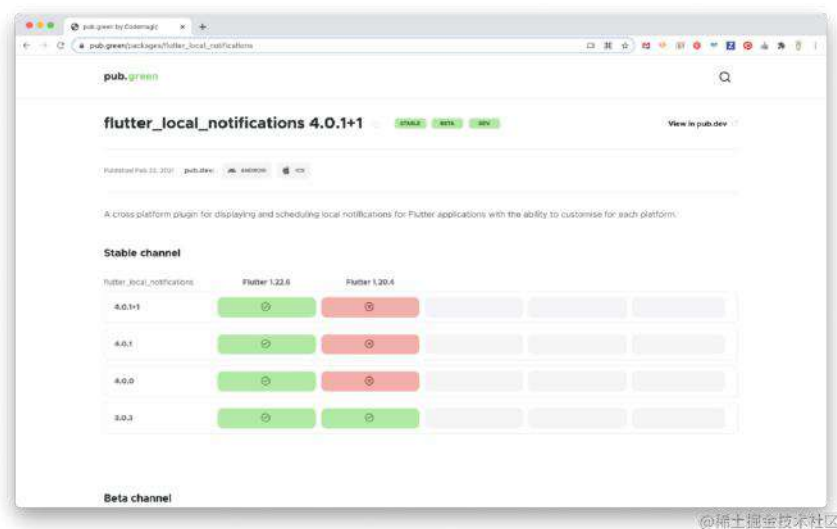 pub.green by Codemagic
pub.green/packages/flutter_local_notifications
pub.green
flutter_local_notifications 4.0.1+1
STABLE BETA DEV
View in pub.dev
Published Feb 22, 2021 pub.dev ANDROID IOS
A cross platform plugin for displaying and scheduling local notifications for Flutter applications with the ability to customise for each platform.
Stable channel
flutter_local_notifications Flutter 1.22.6 Flutter 1.20.4
4.0.1+1
4.0.1
4.0.0
3.0.3
Beta channel
@稀土掘金技术社区